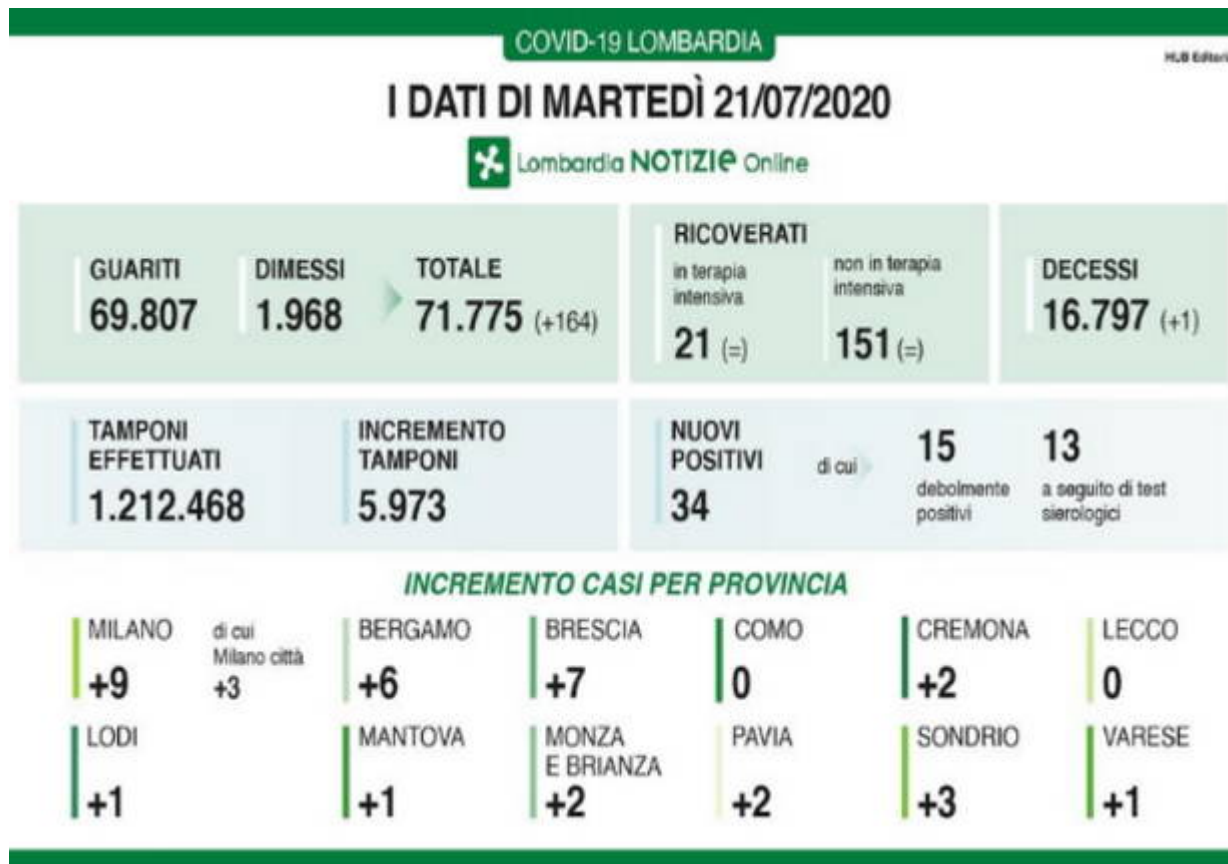 COVID-19 LOMBARDIA
I DATI DI MARTEDÌ 21/07/2020
Lombardia NOTIZIE Online
GUARITI
69.807
DIMESSI
1.968
TOTALE
71.775 (+164)
RICOVERATI
in terapia
intensiva
21 (=)
non in terapia
intensiva
151 (=)
DECESSI
16.797 (+1)
TAMPONI
EFFETTUATI
1.212.468
INCREMENTO
TAMPONI
5.973
NUOVI
POSITIVI
34
di cui
15
debolmente
positivi
13
a seguito di test
sierologici
INCREMENTO CASI PER PROVINCIA
MILANO
+9
di cui
Milano città
+3
BERGAMO
+6
BRESCIA
+7
COMO
0
CREMONA
+2
LECCO
0
LODI
+1
MANTOVA
+1
MONZA
E BRIANZA
+2
PAVIA
+2
SONDRIO
+3
VARESE
+1